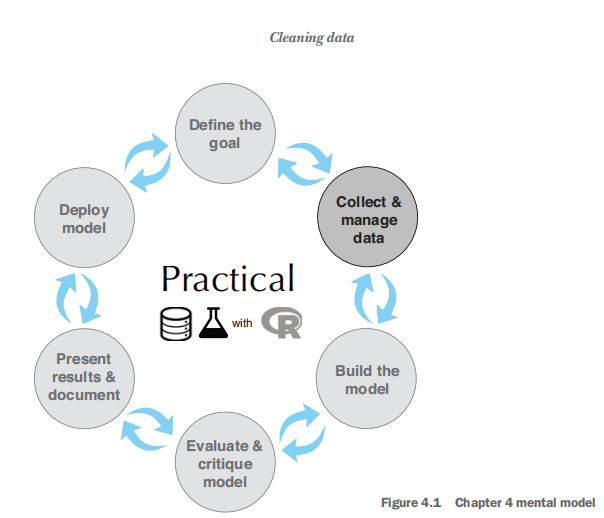 Cleaning data
Define the
goal
Collect &
manage
data
Deploy
model
Practical
with R
Present
results &
document
Build the
model
Evaluate &
critique
model
Figure 4.1 Chapter 4 mental model